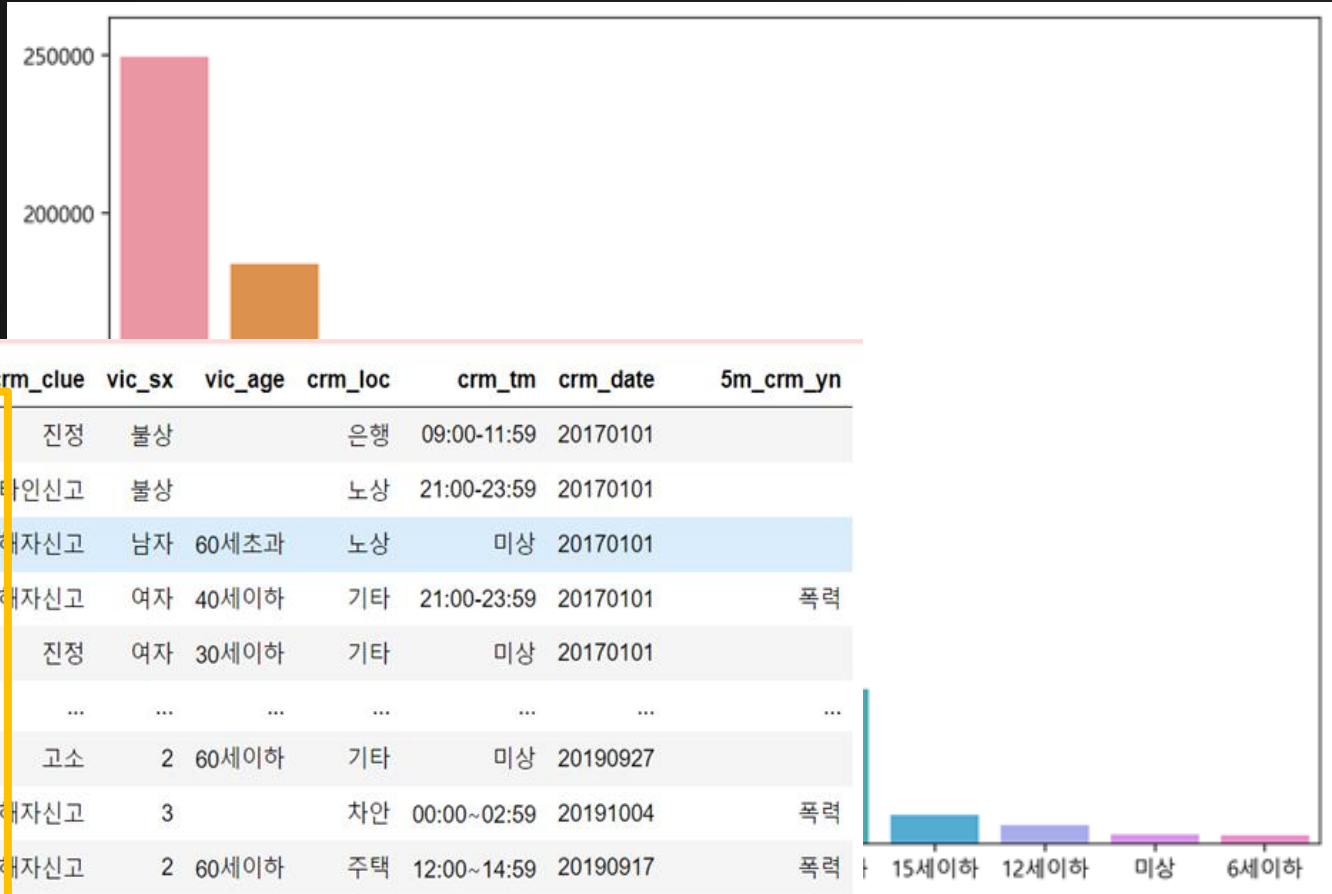 250000
200000
rm_clue vic_sx vic_age crm_loc crm_tm crm_date 5m_crm_yn
진정 불상 은행 09:00-11:59 20170101
인신고 불상 노상 21:00-23:59 20170101
자신고 남자 60세초과 노상 미상 20170101
자신고 여자 40세이하 기타 21:00-23:59 20170101 폭력
진정 여자 30세이하 기타 미상 20170101
... ... ... ... ... ... ...
고소 2 60세이하 기타 미상 20190927
자신고 3 차안 00:00~02:59 20191004 폭력
자신고 2 60세이하 주택 12:00~14:59 20190917 폭력
15세이하 12세이하 미상 6세이하